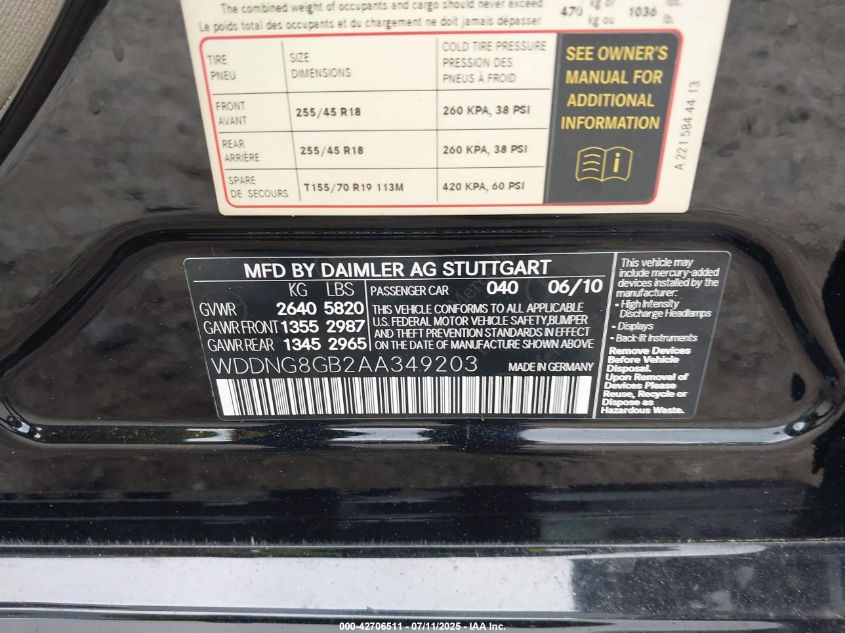 The combined weight of occupants and cargo should never exceed 470 kg or 1036 lbs.
Le poids total des occupants et du chargement ne doit jamais dépasser kg ou lb.
TIRE SIZE COLD TIRE PRESSURE
PNEU DIMENSIONS PRESSION DES
PNEUS À FROID
FRONT
AVANT
255/45 R18 260 KPA, 38 PSI
REAR
ARRIÈRE
255/45 R18 260 KPA, 38 PSI
SPARE
DE SECOURS
T155/70 R19 113M 420 KPA, 60 PSI
SEE OWNER'S
MANUAL FOR
ADDITIONAL
INFORMATION
A 221 584 44 13
MFD BY DAIMLER AG STUTTGART
KG LBS
GVWR 2640 5820
GAWR FRONT 1355 2987
GAWR REAR 1345 2965
PASSENGER CAR 040 06/10
THIS VEHICLE CONFORMS TO ALL APPLICABLE
U.S. FEDERAL MOTOR VEHICLE SAFETY, BUMPER
AND THEFT PREVENTION STANDARDS IN EFFECT
ON THE DATE OF MANUFACTURE SHOWN ABOVE
WDDNG8GB2AA349203 MADE IN GERMANY
This vehicle may
include mercury-added
devices installed by the
manufacturer:
- High Intensity
Discharge Headlamps
- Displays
- Back-lit Instruments
Remove Devices
Before Vehicle
Disposal.
Upon Removal of
Devices Please
Reuse, Recycle or
Dispose as
Hazardous Waste.
000-42706511 - 07/11/2025 - IAA Inc.